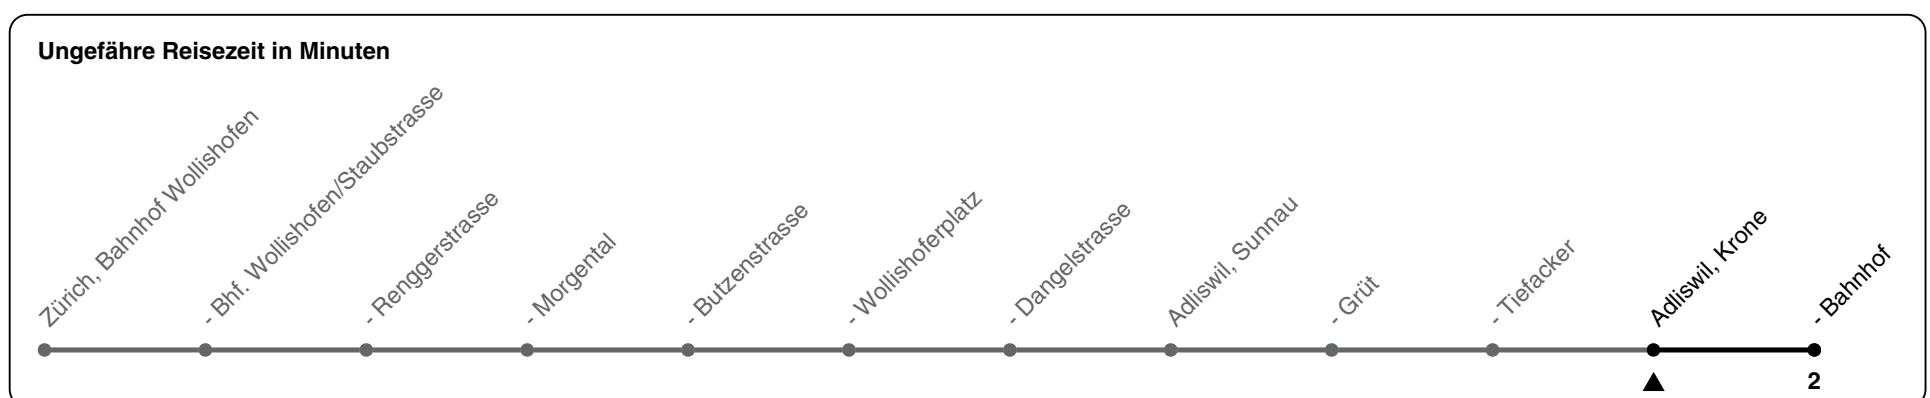 Ungefähre Reisezeit in Minuten
Zürich, Bahnhof Wollishofen
- Bhf. Wollishofen/Staubstrasse
- Renggerstrasse
- Morgental
- Butzenstrasse
- Wollishoferplatz
- Dangelstrasse
Adliswil, Sunnau
- Grüt
- Tiefacker
Adliswil, Krone
- Bahnhof
2